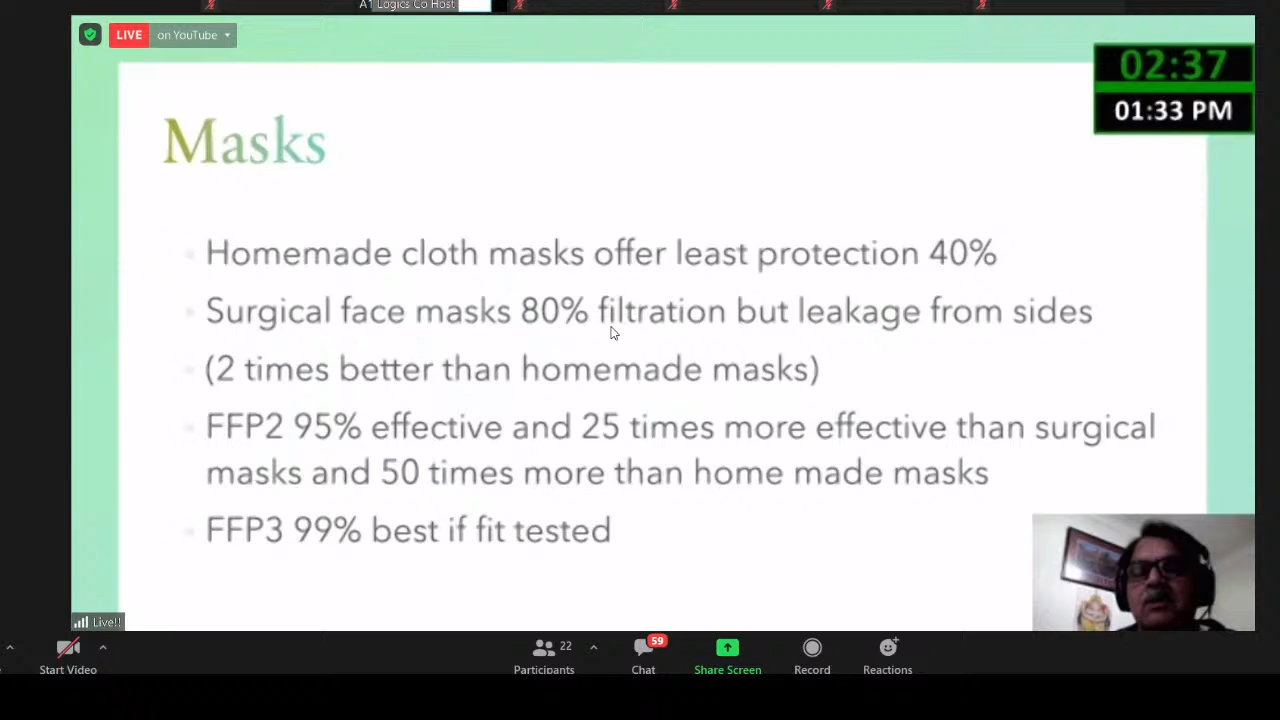 A1 Logics Co Host
LIVE on YouTube
02:37
01:33 PM
Masks
Homemade cloth masks offer least protection 40%
Surgical face masks 80% filtration but leakage from sides
(2 times better than homemade masks)
FFP2 95% effective and 25 times more effective than surgical
masks and 50 times more than home made masks
FFP3 99% best if fit tested
Live!!
Start Video
22
Participants
59
Chat
Share Screen
Record
Reactions